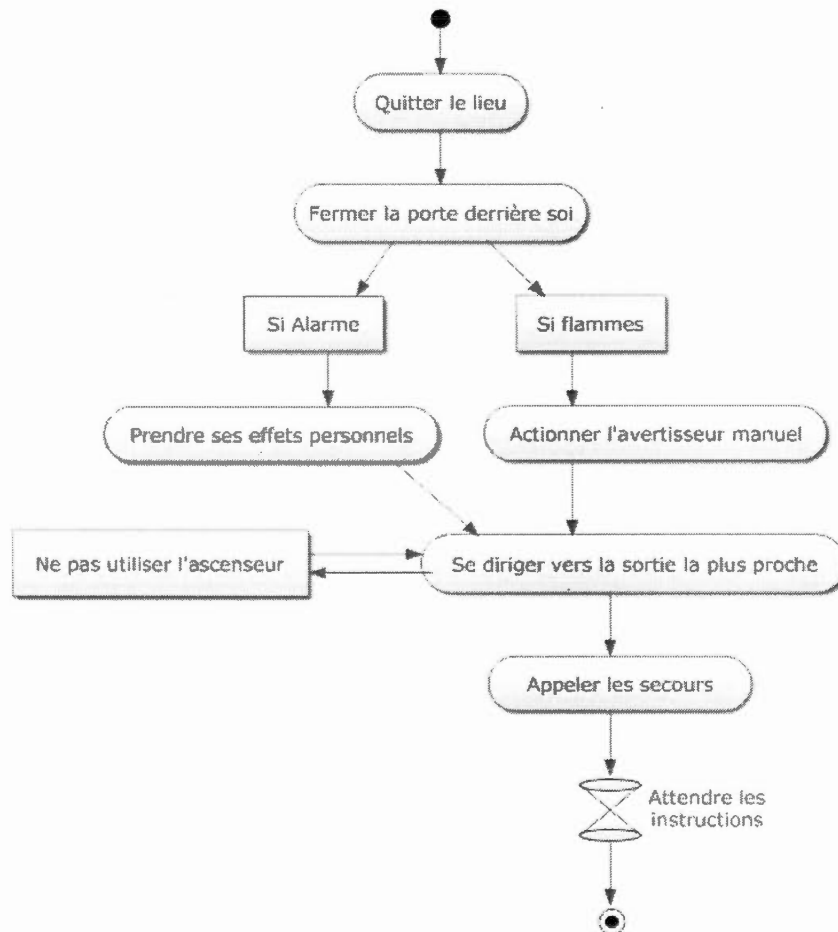 Quitter le lieu
Fermer la porte derrière soi
Si Alarme
Si flammes
Prendre ses effets personnels
Actionner l'avertisseur manuel
Ne pas utiliser l'ascenseur
Se diriger vers la sortie la plus proche
Appeler les secours
Attendre les
instructions